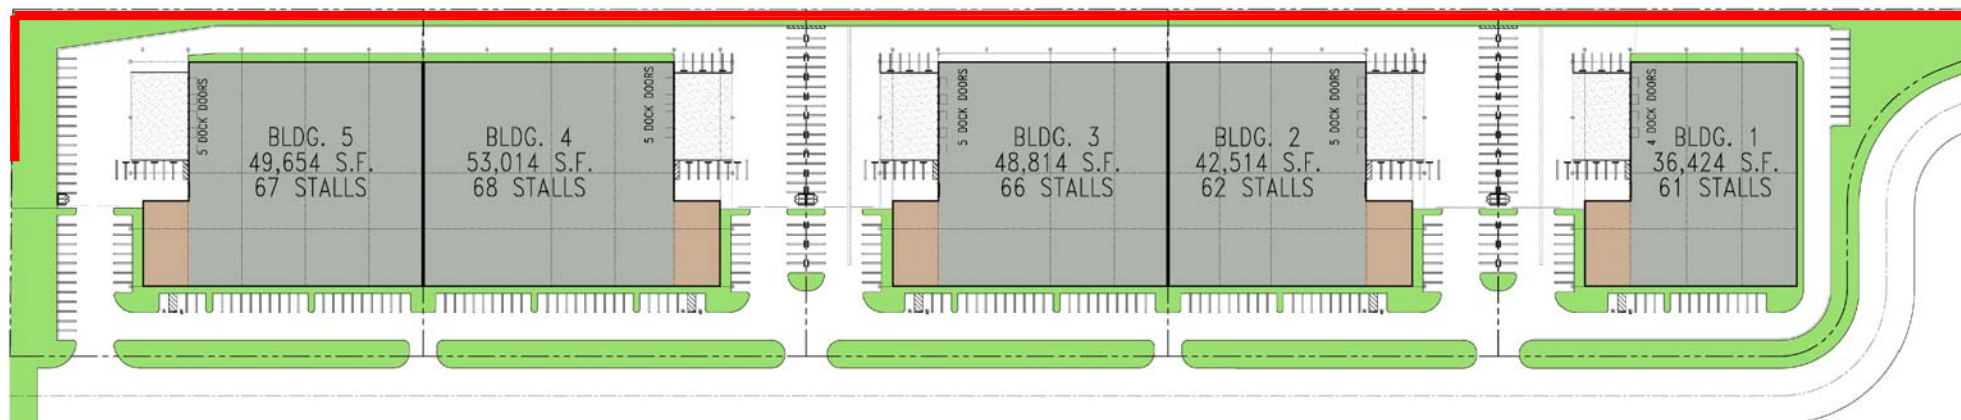 5 DOCK DOORS
BLDG. 5
49,654 S.F.
67 STALLS
BLDG. 4
53,014 S.F.
68 STALLS
5 DOCK DOORS
5 DOCK DOORS
BLDG. 3
48,814 S.F.
66 STALLS
BLDG. 2
42,514 S.F.
62 STALLS
5 DOCK DOORS
4 DOCK DOORS
BLDG. 1
36,424 S.F.
61 STALLS